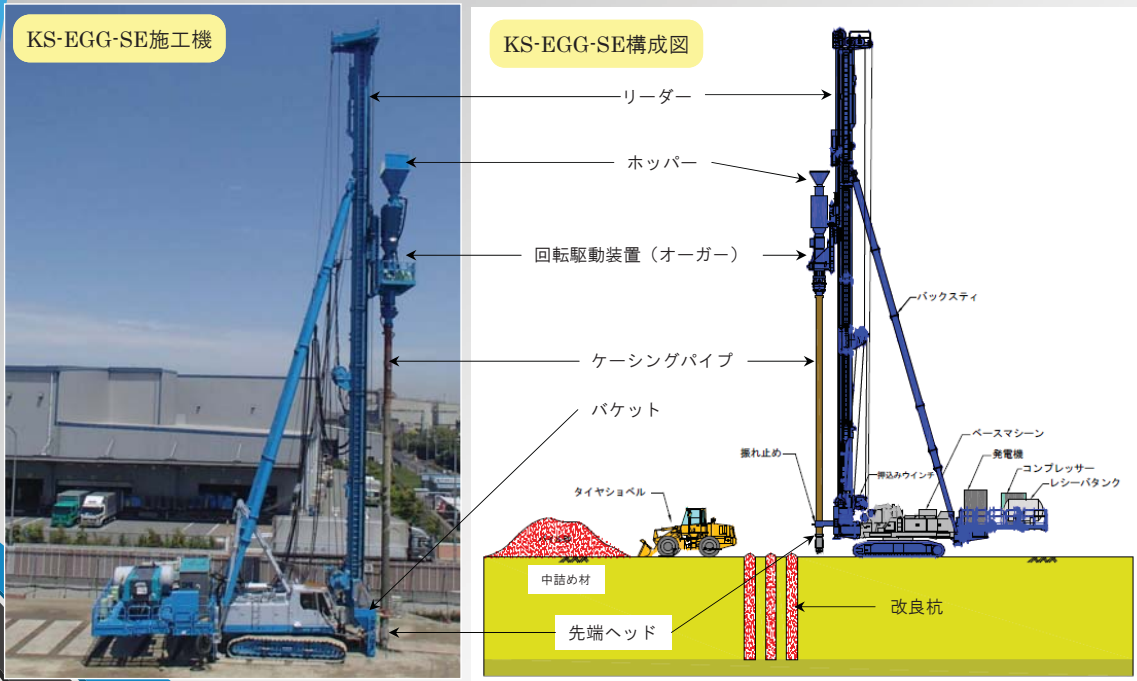 KS-EGG-SE施工機
KS-EGG-SE構成図
リーダー
ホッパー
回転駆動装置（オーガー）
バックステイ
ケーシングパイプ
バケット
ベースマシーン
振れ止め
発電機
押込みウインチ
コンプレッサー
レシーバタンク
タイヤショベル
中詰め材
改良杭
先端ヘッド